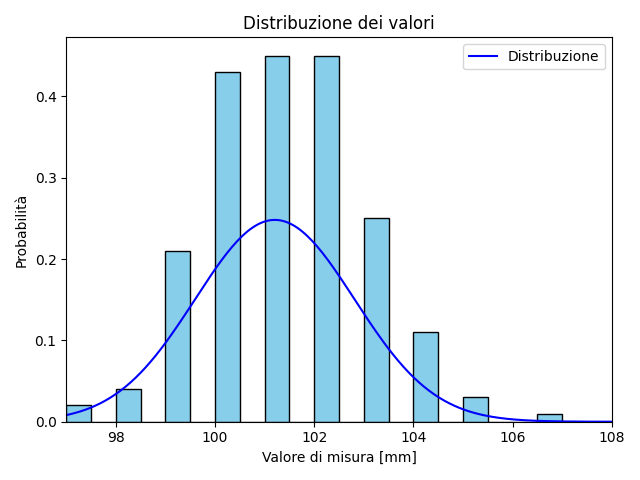 Distribuzione dei valori
Distribuzione
Probabilità
0.4
0.3
0.2
0.1
0.0
98 100 102 104 106 108
Valore di misura [mm]